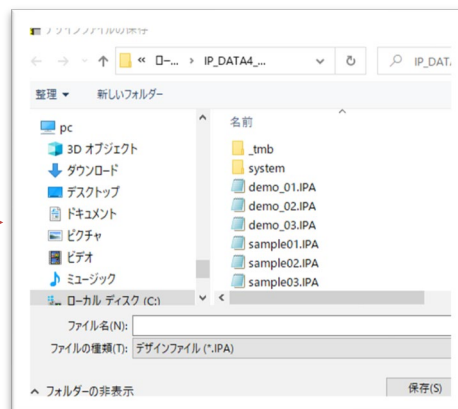 デザインファイルの保存
« ロー... › IP_DATA4_...
IP_DAT
整理 新しいフォルダー
名前
pc
3D オブジェクト
ダウンロード
デスクトップ
ドキュメント
ピクチャ
ビデオ
ミュージック
ローカル ディスク (C:)
_tmb
system
demo_01.IPA
demo_02.IPA
demo_03.IPA
sample01.IPA
sample02.IPA
sample03.IPA
ファイル名(N):
ファイルの種類(T): デザインファイル (*.IPA)
フォルダーの非表示
保存(S)